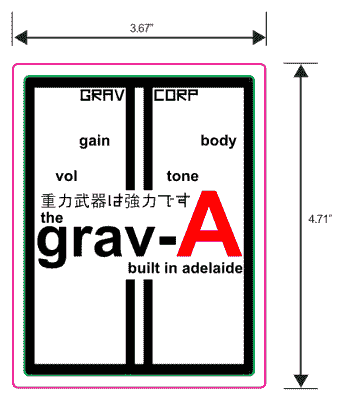 3.67"
GRAV CORP
gain body
vol tone
重力武器は強力です
the
grav-A
built in adelaide
4.71"